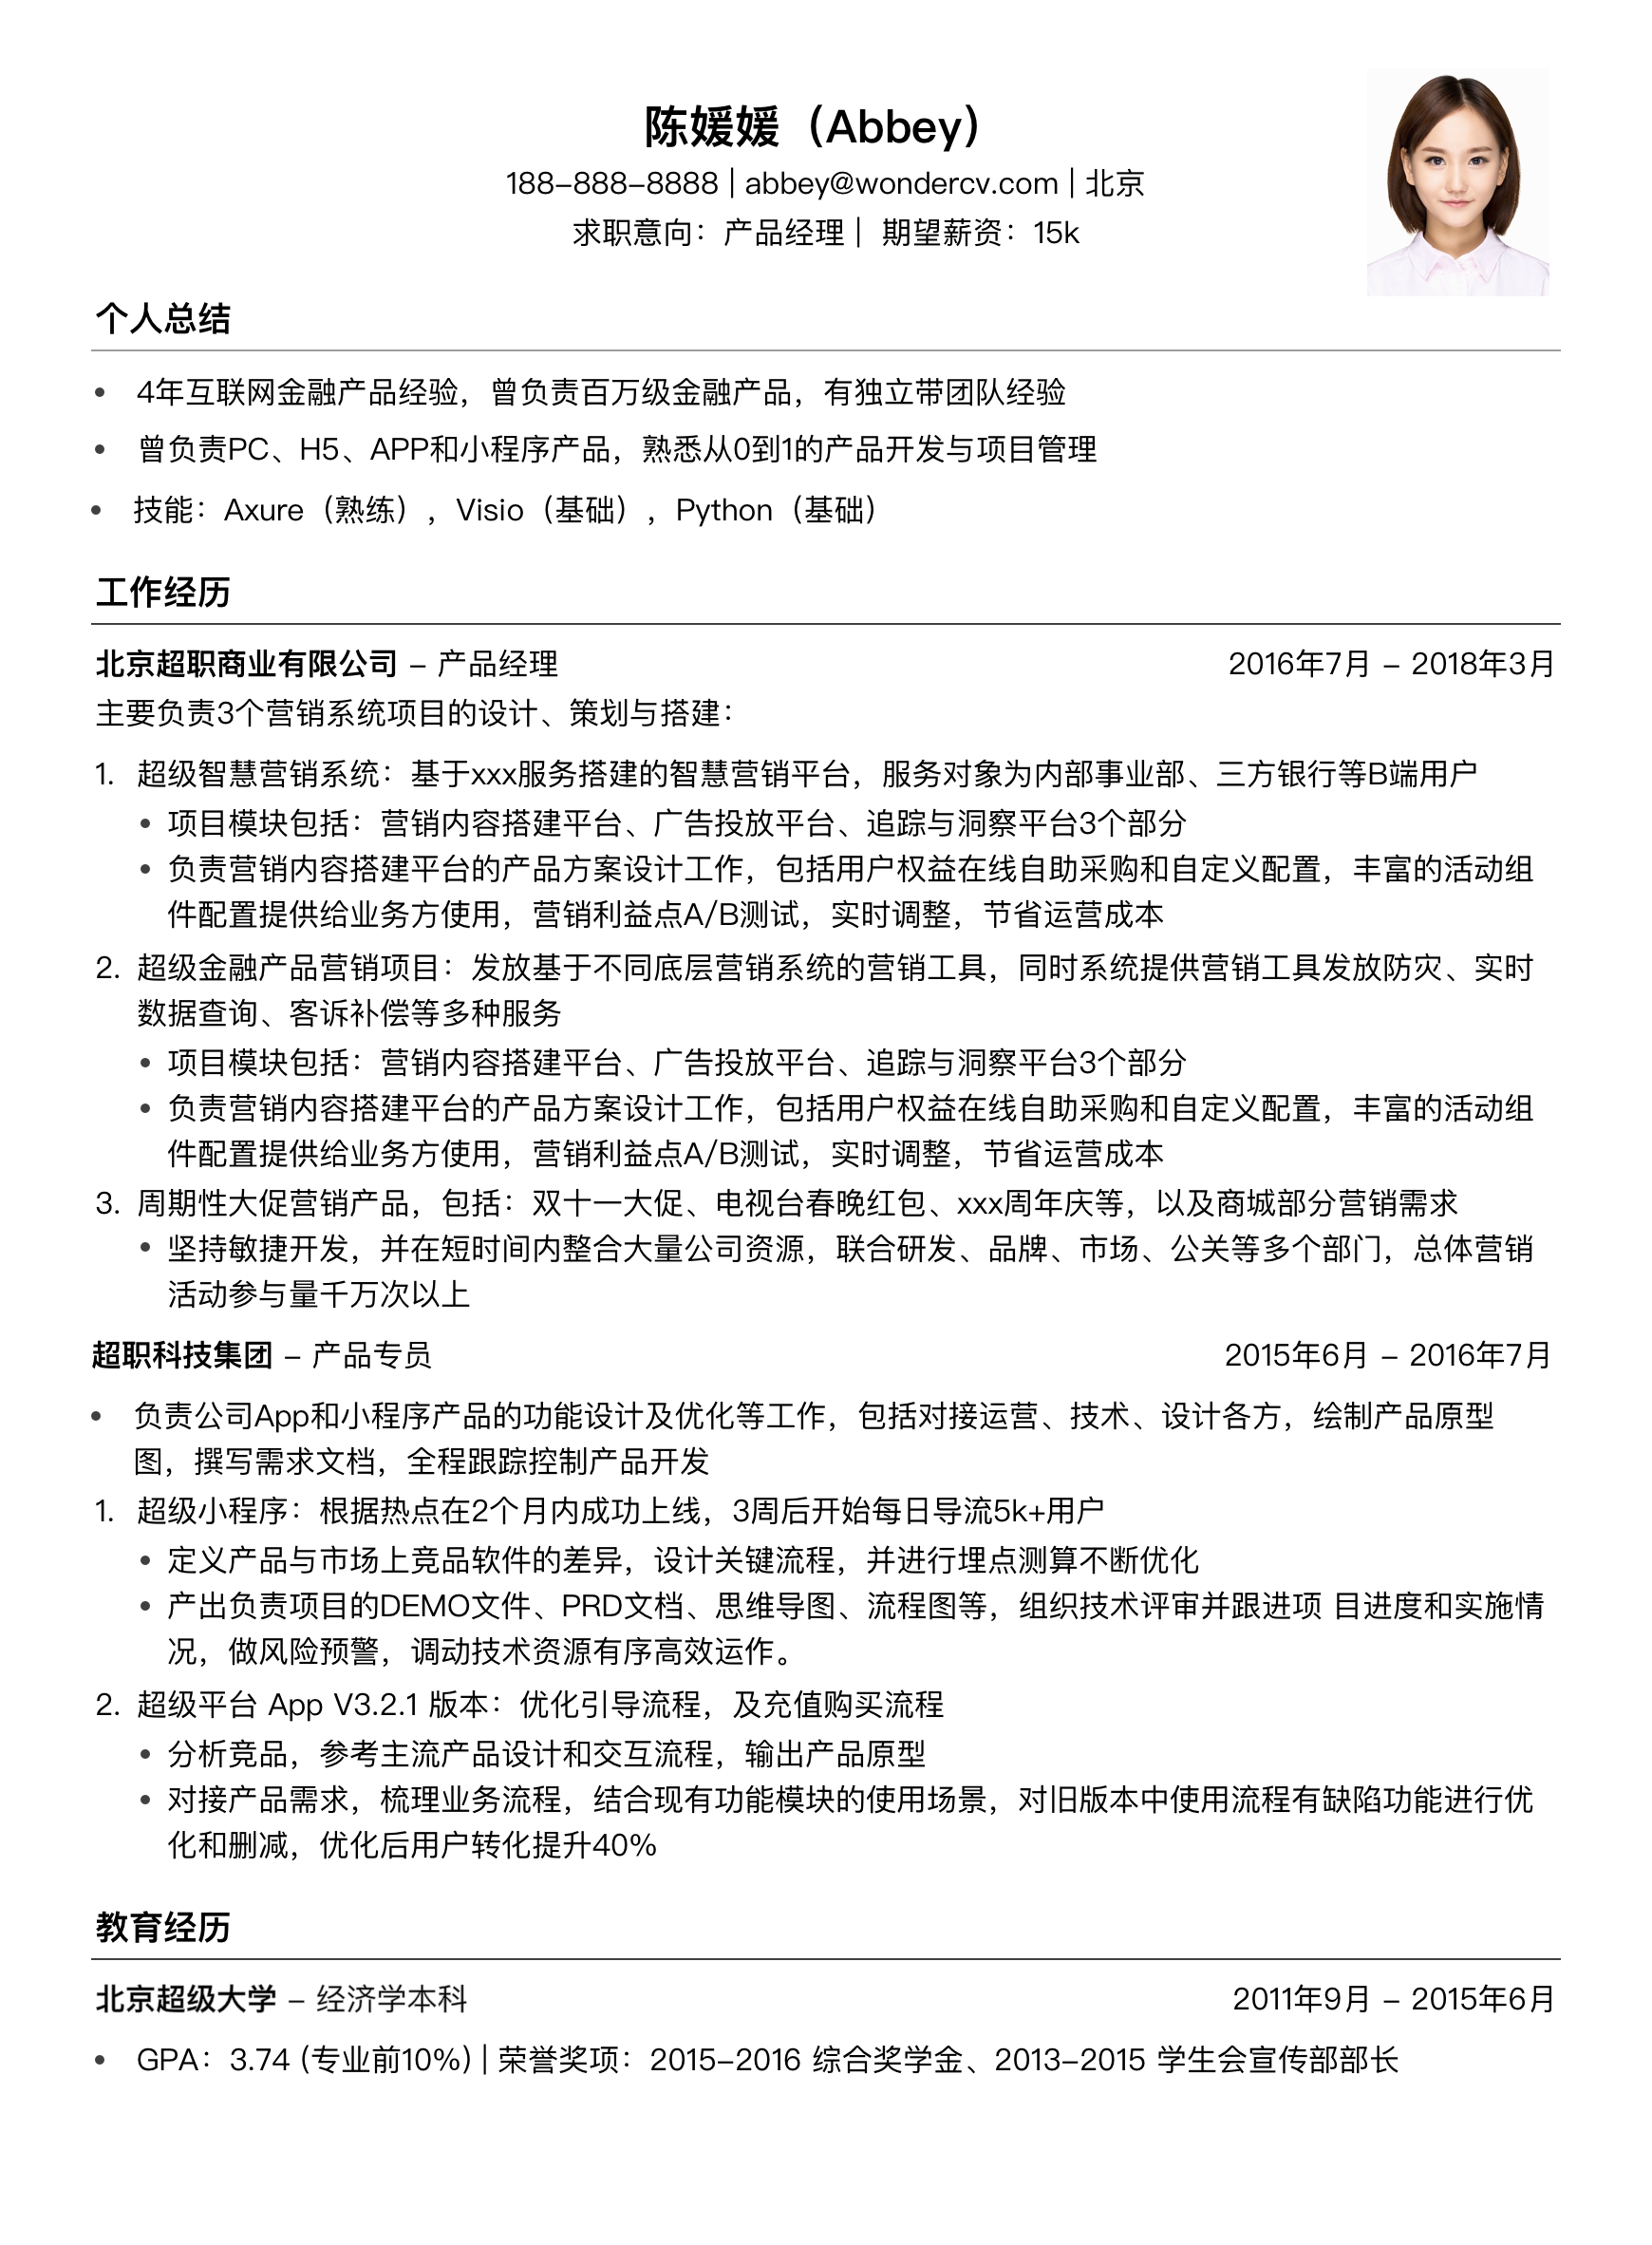 陈媛媛（Abbey）
188-888-8888 | abbey@wondercv.com | 北京
求职意向：产品经理 | 期望薪资：15k
个人总结
• 4年互联网金融产品经验，曾负责百万级金融产品，有独立带团队经验
• 曾负责PC、H5、APP和小程序产品，熟悉从0到1的产品开发与项目管理
• 技能：Axure（熟练），Visio（基础），Python（基础）
工作经历
北京超职商业有限公司 – 产品经理 2016年7月 – 2018年3月
主要负责3个营销系统项目的设计、策划与搭建：
1. 超级智慧营销系统：基于xxx服务搭建的智慧营销平台，服务对象为内部事业部、三方银行等B端用户
• 项目模块包括：营销内容搭建平台、广告投放平台、追踪与洞察平台3个部分
• 负责营销内容搭建平台的产品方案设计工作，包括用户权益在线自助采购和自定义配置，丰富的活动组
件配置提供给业务方使用，营销利益点A/B测试，实时调整，节省运营成本
2. 超级金融产品营销项目：发放基于不同底层营销系统的营销工具，同时系统提供营销工具发放防灾、实时
数据查询、客诉补偿等多种服务
• 项目模块包括：营销内容搭建平台、广告投放平台、追踪与洞察平台3个部分
• 负责营销内容搭建平台的产品方案设计工作，包括用户权益在线自助采购和自定义配置，丰富的活动组
件配置提供给业务方使用，营销利益点A/B测试，实时调整，节省运营成本
3. 周期性大促营销产品，包括：双十一大促、电视台春晚红包、xxx周年庆等，以及商城部分营销需求
• 坚持敏捷开发，并在短时间内整合大量公司资源，联合研发、品牌、市场、公关等多个部门，总体营销
活动参与量千万次以上
超职科技集团 – 产品专员 2015年6月 – 2016年7月
• 负责公司App和小程序产品的功能设计及优化等工作，包括对接运营、技术、设计各方，绘制产品原型
图，撰写需求文档，全程跟踪控制产品开发
1. 超级小程序：根据热点在2个月内成功上线，3周后开始每日导流5k+用户
• 定义产品与市场上竞品软件的差异，设计关键流程，并进行埋点测算不断优化
• 产出负责项目的DEMO文件、PRD文档、思维导图、流程图等，组织技术评审并跟进项 目进度和实施情
况，做风险预警，调动技术资源有序高效运作。
2. 超级平台 App V3.2.1 版本：优化引导流程，及充值购买流程
• 分析竞品，参考主流产品设计和交互流程，输出产品原型
• 对接产品需求，梳理业务流程，结合现有功能模块的使用场景，对旧版本中使用流程有缺陷功能进行优
化和删减，优化后用户转化提升40%
教育经历
北京超级大学 – 经济学本科 2011年9月 – 2015年6月
• GPA：3.74 (专业前10%) | 荣誉奖项：2015-2016 综合奖学金、2013-2015 学生会宣传部部长